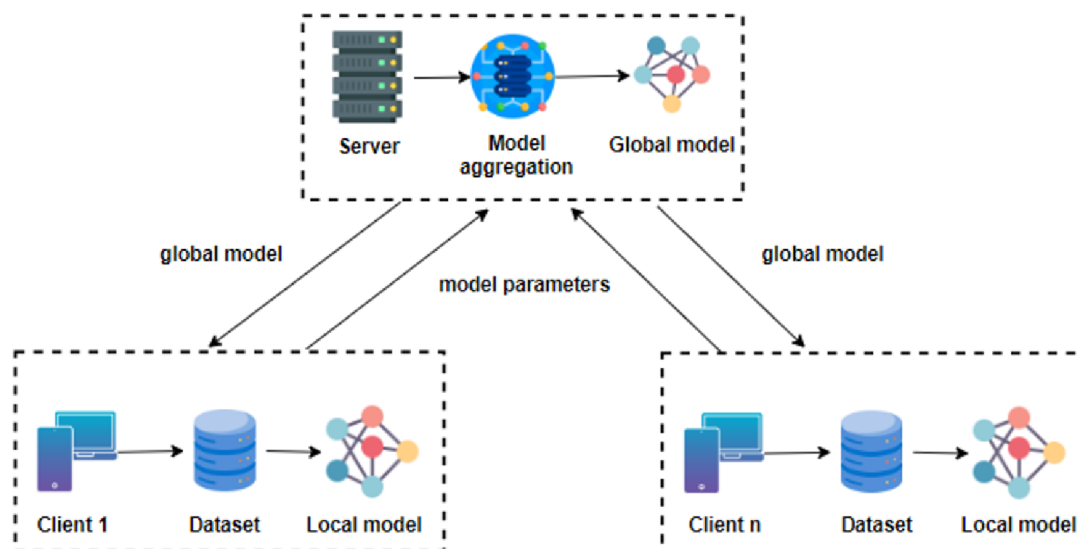 Server
Model
aggregation
Global model
global model
global model
model parameters
Client 1
Dataset
Local model
Client n
Dataset
Local model